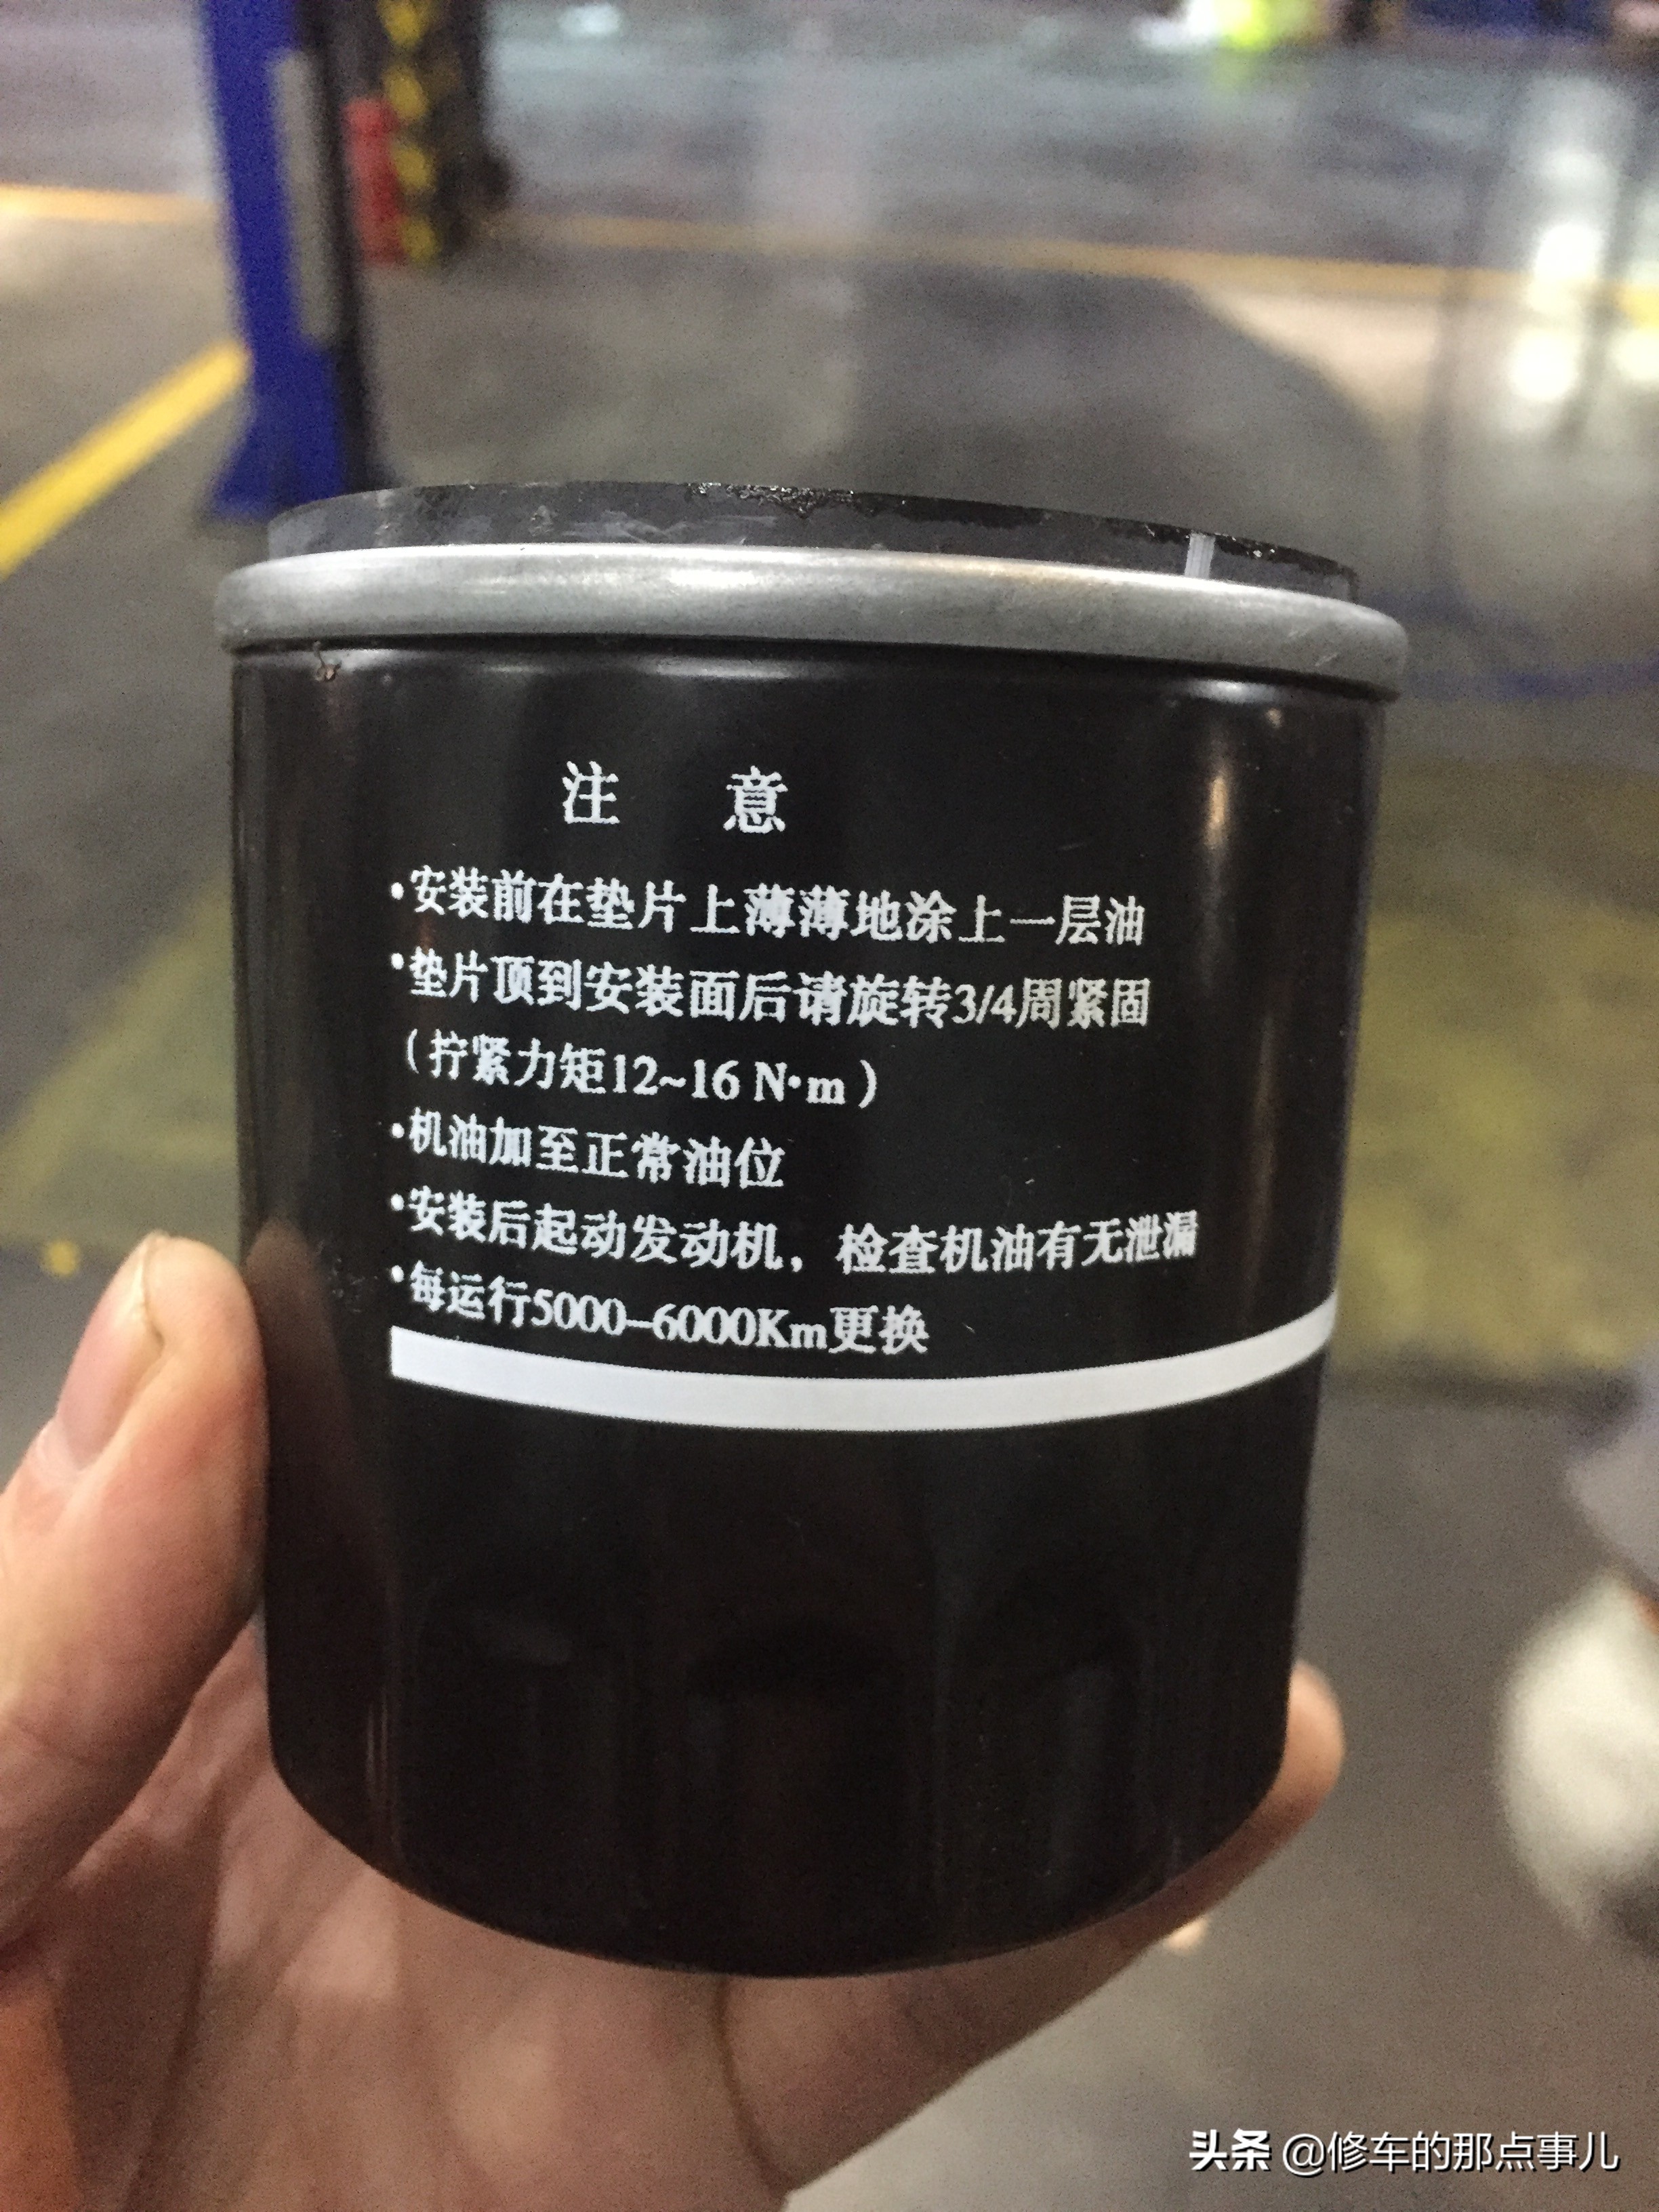 注 意
•安装前在垫片上薄薄地涂上一层油
•垫片顶到安装面后请旋转3/4周紧固
（拧紧力矩12~16 N•m）
•机油加至正常油位
•安装后起动发动机，检查机油有无泄漏
•每运行5000-6000Km更换
头条 @修车的那点事儿